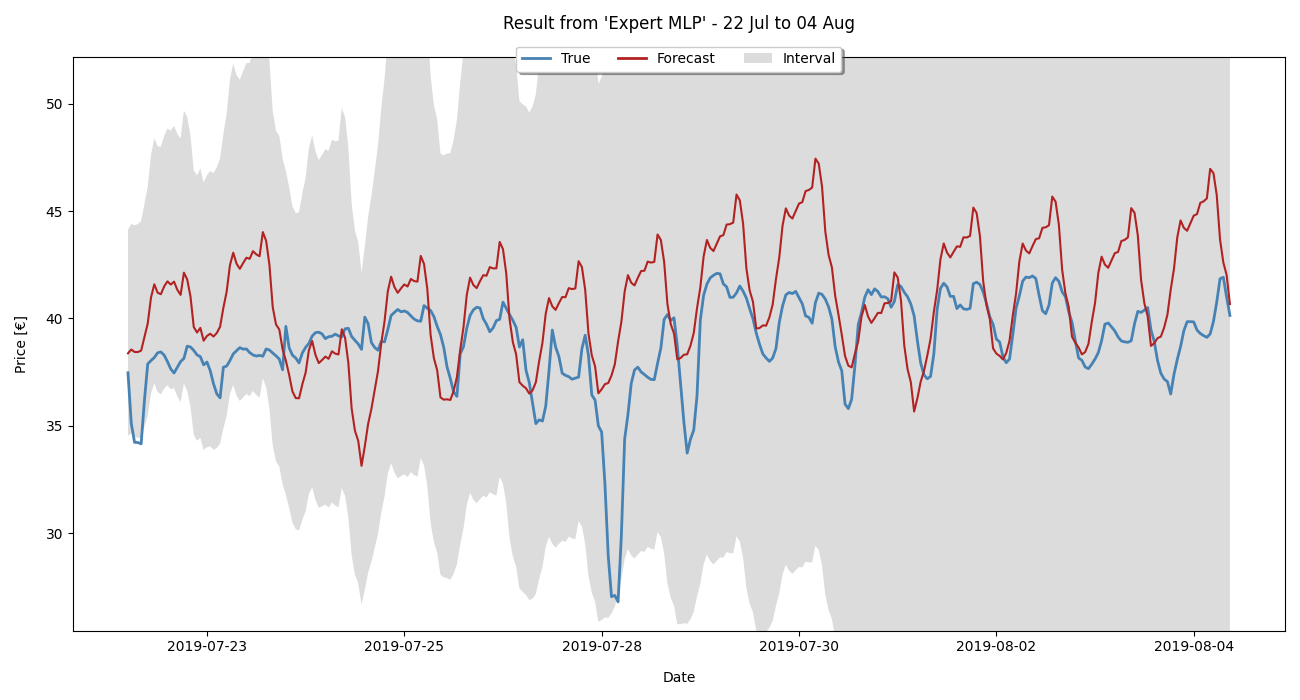 Result from 'Expert MLP' - 22 Jul to 04 Aug
True Forecast Interval
Price [€]
50
45
40
35
30
2019-07-23 2019-07-25 2019-07-28 2019-07-30 2019-08-02 2019-08-04
Date